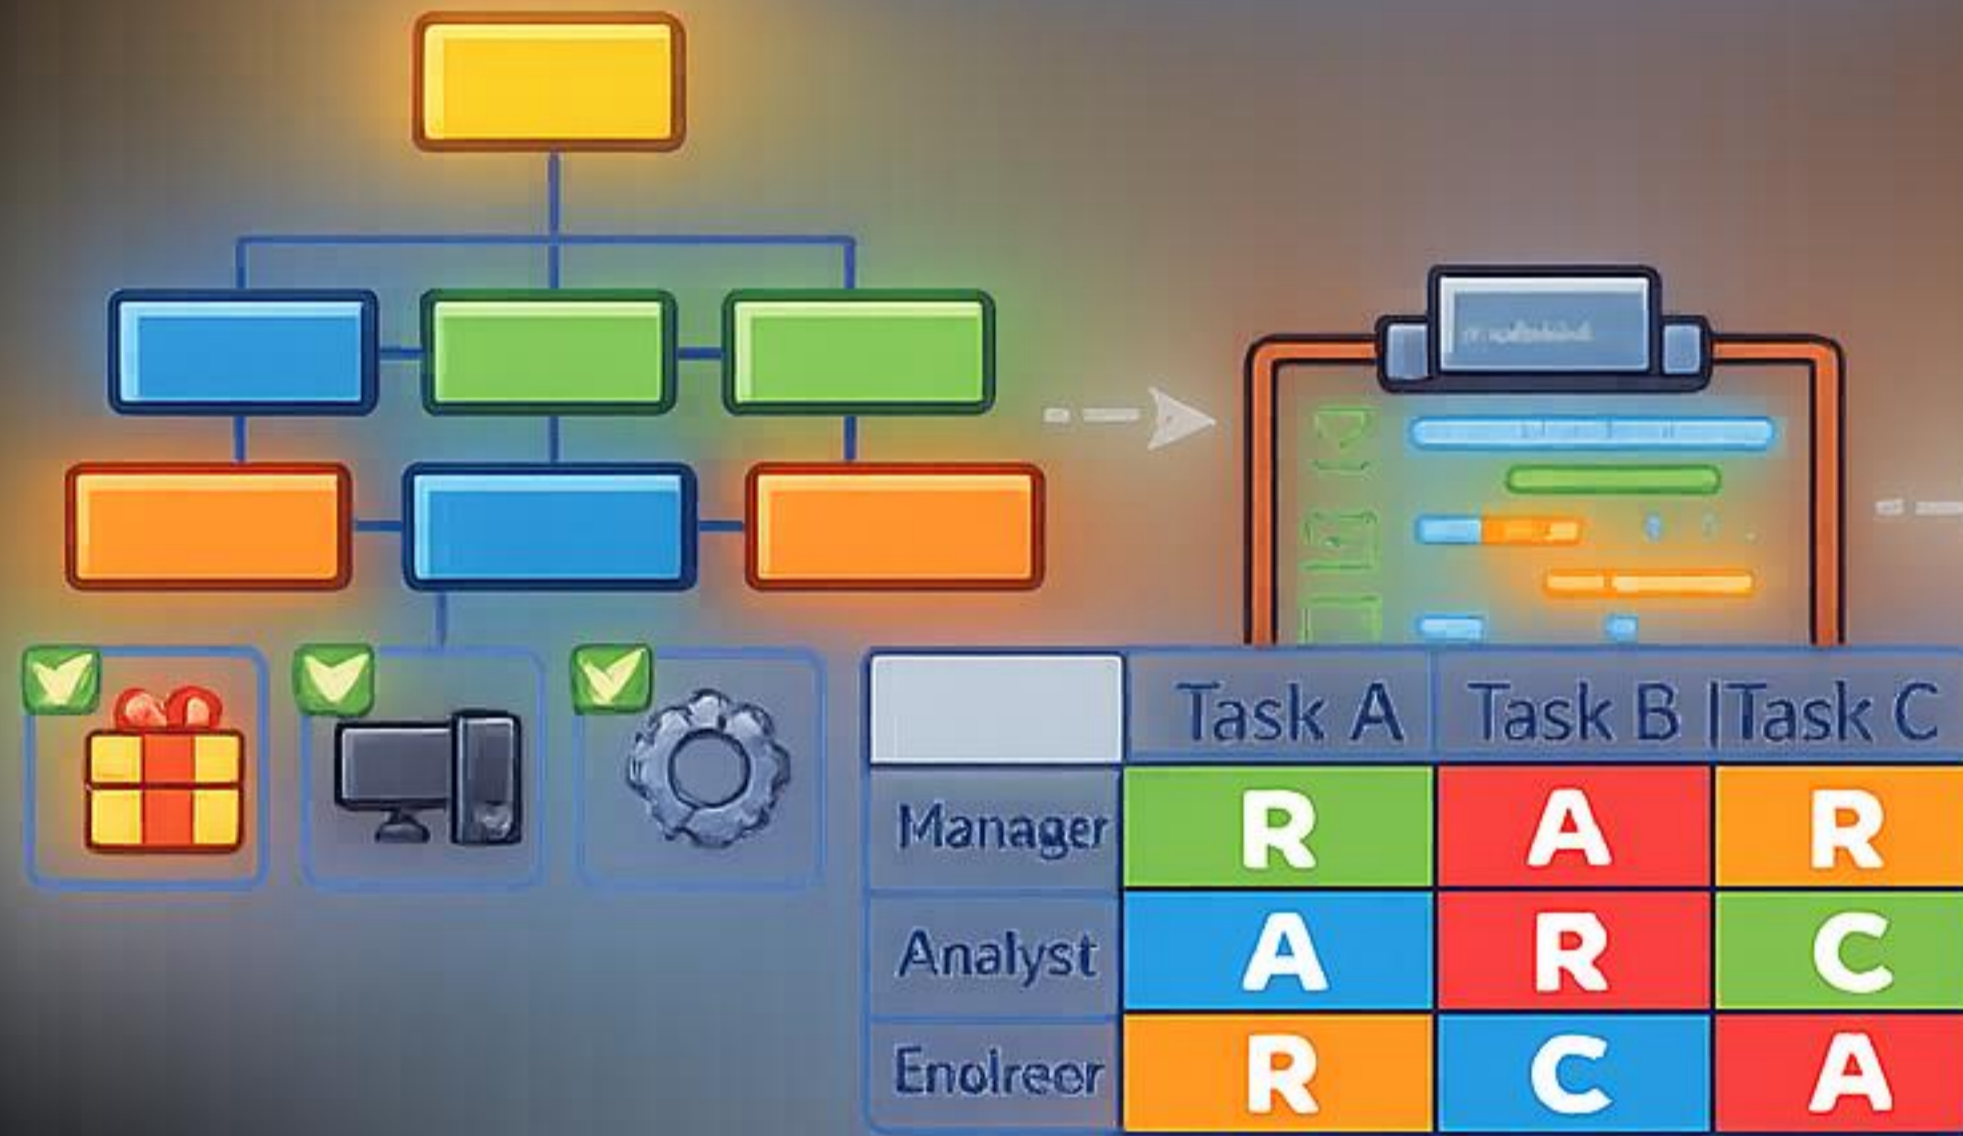 Task A Task B |Task C
Manager R A R
Analyst A R C
Enolreer R C A